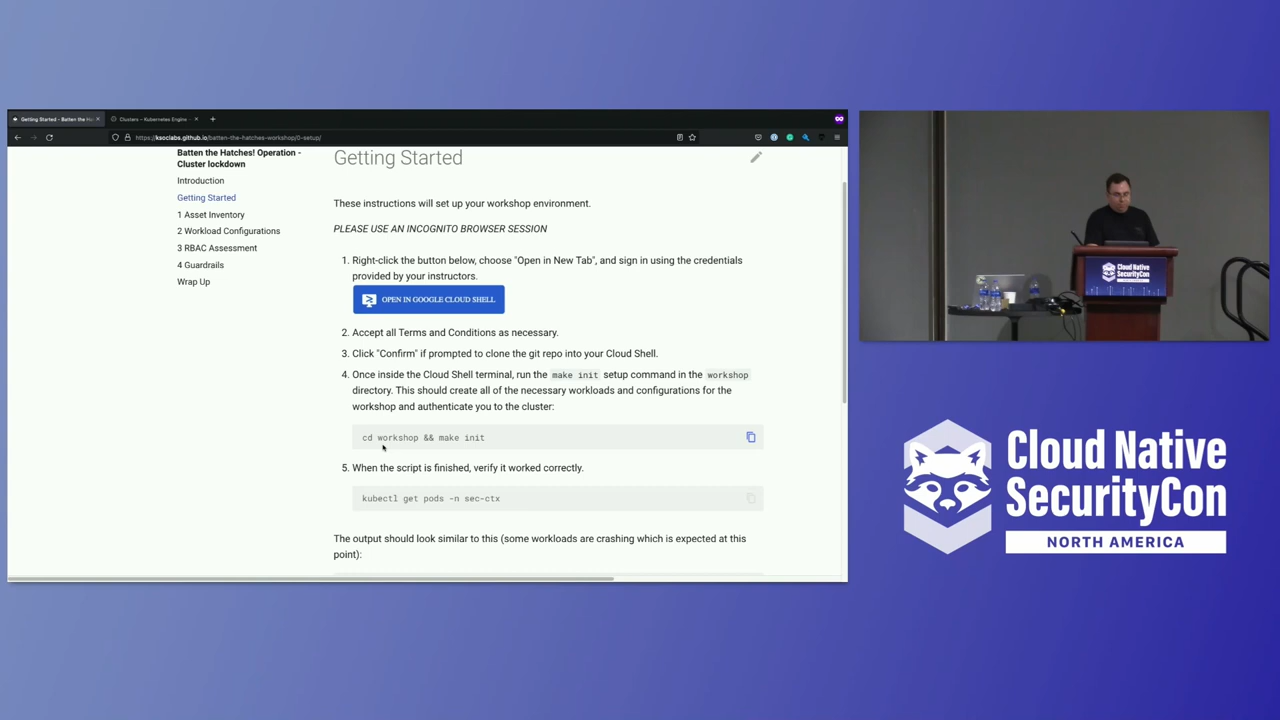 Getting Started - Batten the Ha
Clusters – Kubernetes Engine –
https://ksoclabs.github.io/batten-the-hatches-workshop/0-setup/
Batten the Hatches! Operation -
Cluster lockdown
Introduction
Getting Started
1 Asset Inventory
2 Workload Configurations
3 RBAC Assessment
4 Guardrails
Wrap Up
Getting Started
These instructions will set up your workshop environment.
PLEASE USE AN INCOGNITO BROWSER SESSION
1. Right-click the button below, choose "Open in New Tab", and sign in using the credentials
provided by your instructors.
OPEN IN GOOGLE CLOUD SHELL
2. Accept all Terms and Conditions as necessary.
3. Click "Confirm" if prompted to clone the git repo into your Cloud Shell.
4. Once inside the Cloud Shell terminal, run the make init setup command in the workshop
directory. This should create all of the necessary workloads and configurations for the
workshop and authenticate you to the cluster:
cd workshop && make init
5. When the script is finished, verify it worked correctly.
kubectl get pods -n sec-ctx
The output should look similar to this (some workloads are crashing which is expected at this
point):
Cloud Native
SecurityCon
Cloud Native
SecurityCon
NORTH AMERICA